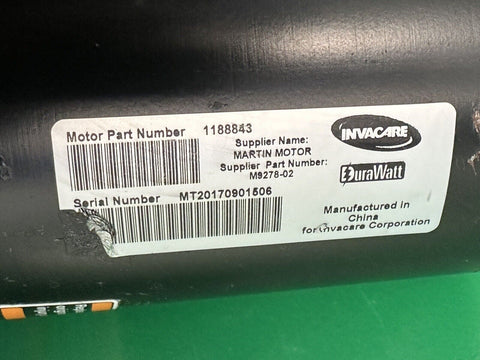 Motor Part Number 1188843
INVACARE
Supplier Name:
MARTIN MOTOR
Supplier Part Number:
M9278-02
DuraWatt
Serial Number MT20170901506
Manufactured in
China
for Invacare Corporation